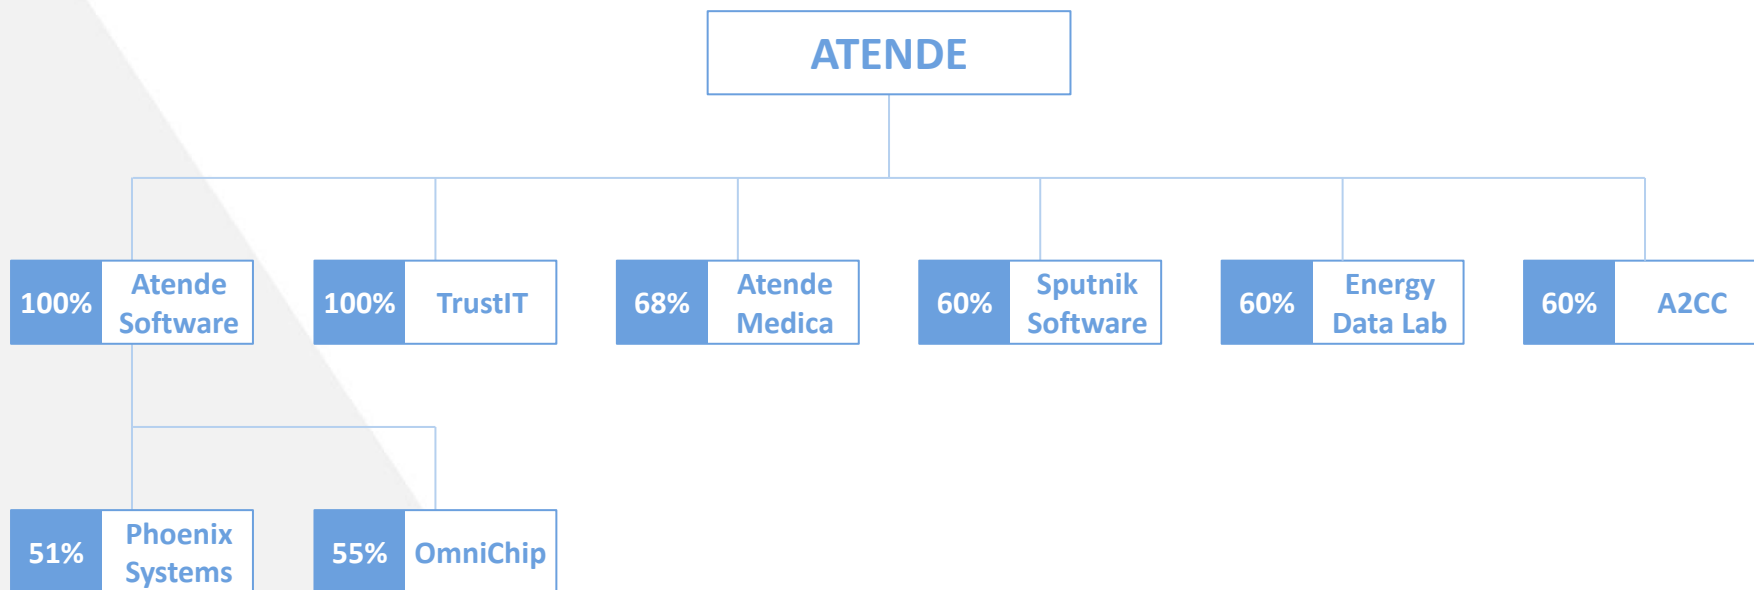 ATENDE
100%
Atende
Software
100%
TrustIT
68%
Atende
Medica
60%
Sputnik
Software
60%
Energy
Data Lab
60%
A2CC
51%
Phoenix
Systems
55%
OmniChip